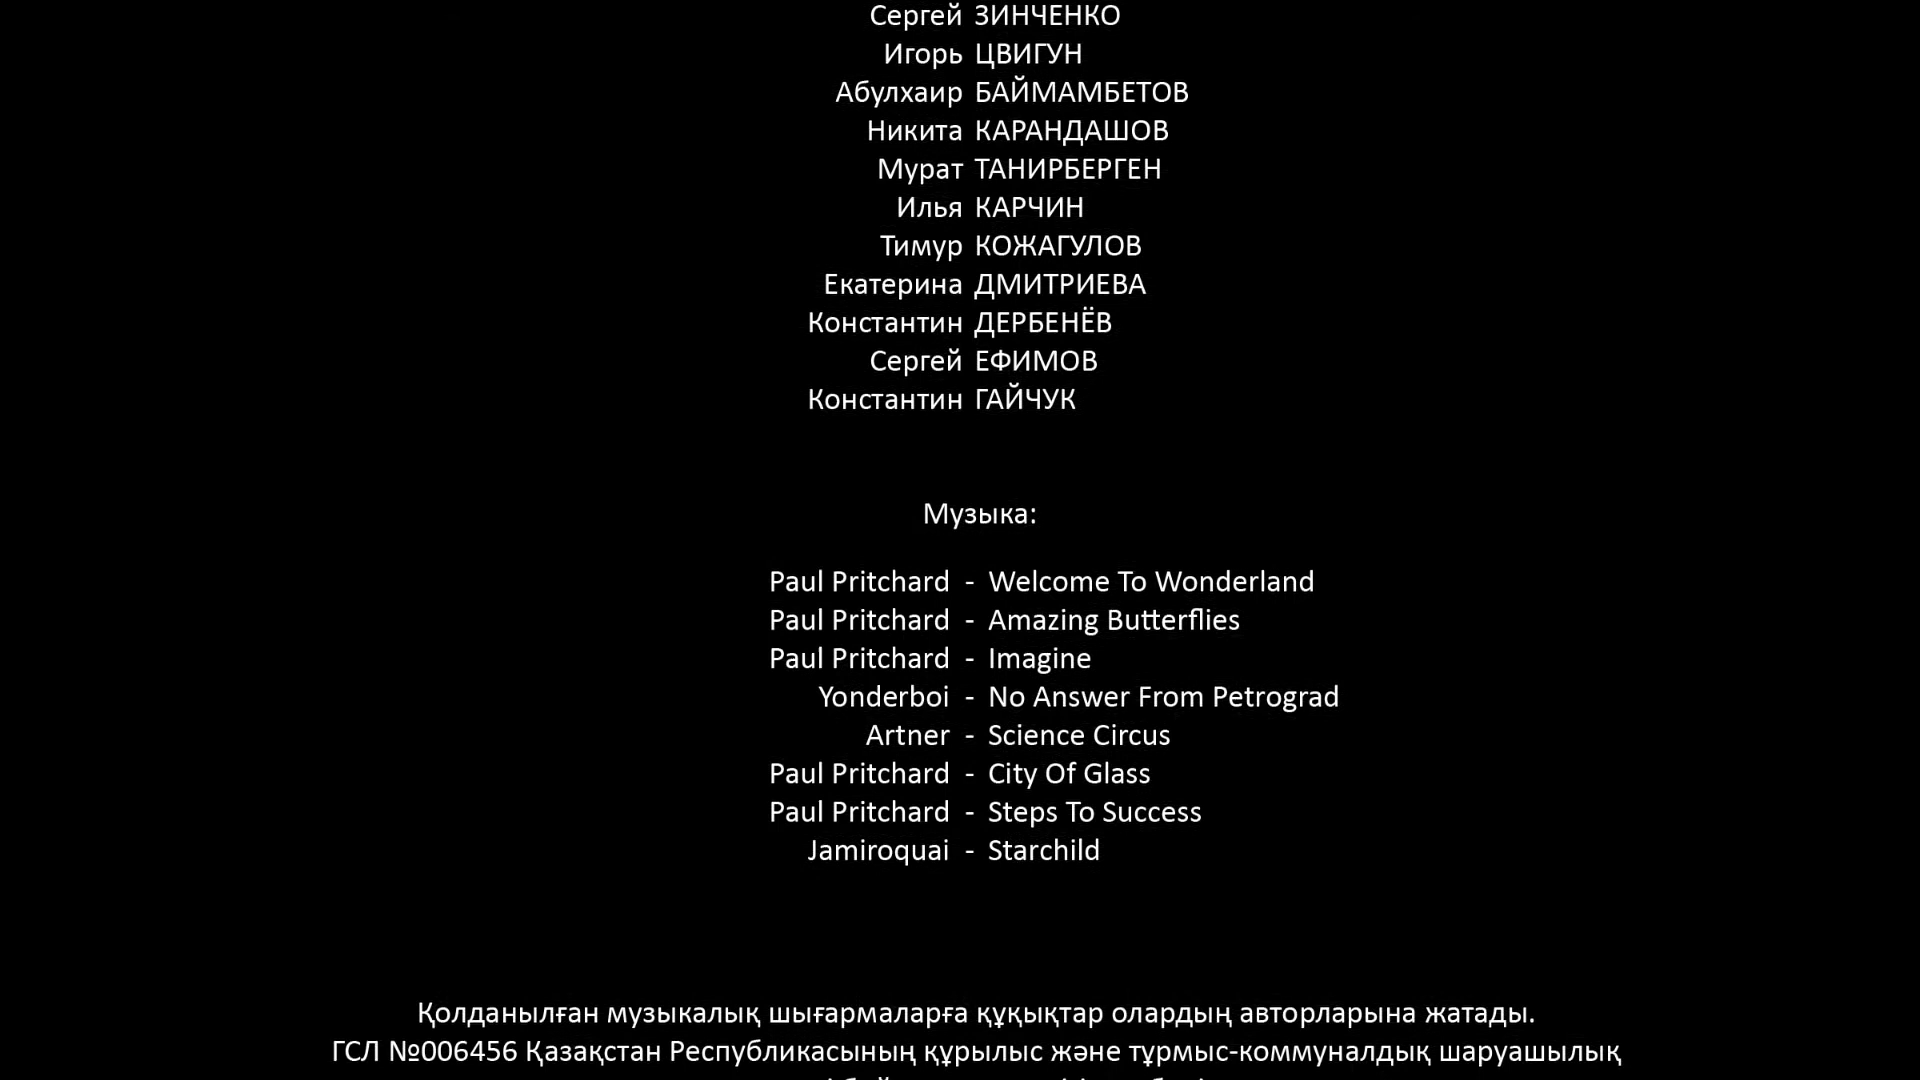 Сергей ЗИНЧЕНКО
Игорь ЦВИГУН
Абулхаир БАЙМАМБЕТОВ
Никита КАРАНДАШОВ
Мурат ТАНИРБЕРГЕН
Илья КАРЧИН
Тимур КОЖАГУЛОВ
Екатерина ДМИТРИЕВА
Константин ДЕРБЕНЁВ
Сергей ЕФИМОВ
Константин ГАЙЧУК
Музыка:
Paul Pritchard - Welcome To Wonderland
Paul Pritchard - Amazing Butterflies
Paul Pritchard - Imagine
Yonderboi - No Answer From Petrograd
Artner - Science Circus
Paul Pritchard - City Of Glass
Paul Pritchard - Steps To Success
Jamiroquai - Starchild
Қолданылған музыкалық шығармаларға құқықтар олардың авторларына жатады.
ГСЛ №006456 Қазақстан Республикасының құрылыс және тұрмыс-коммуналдық шаруашылық